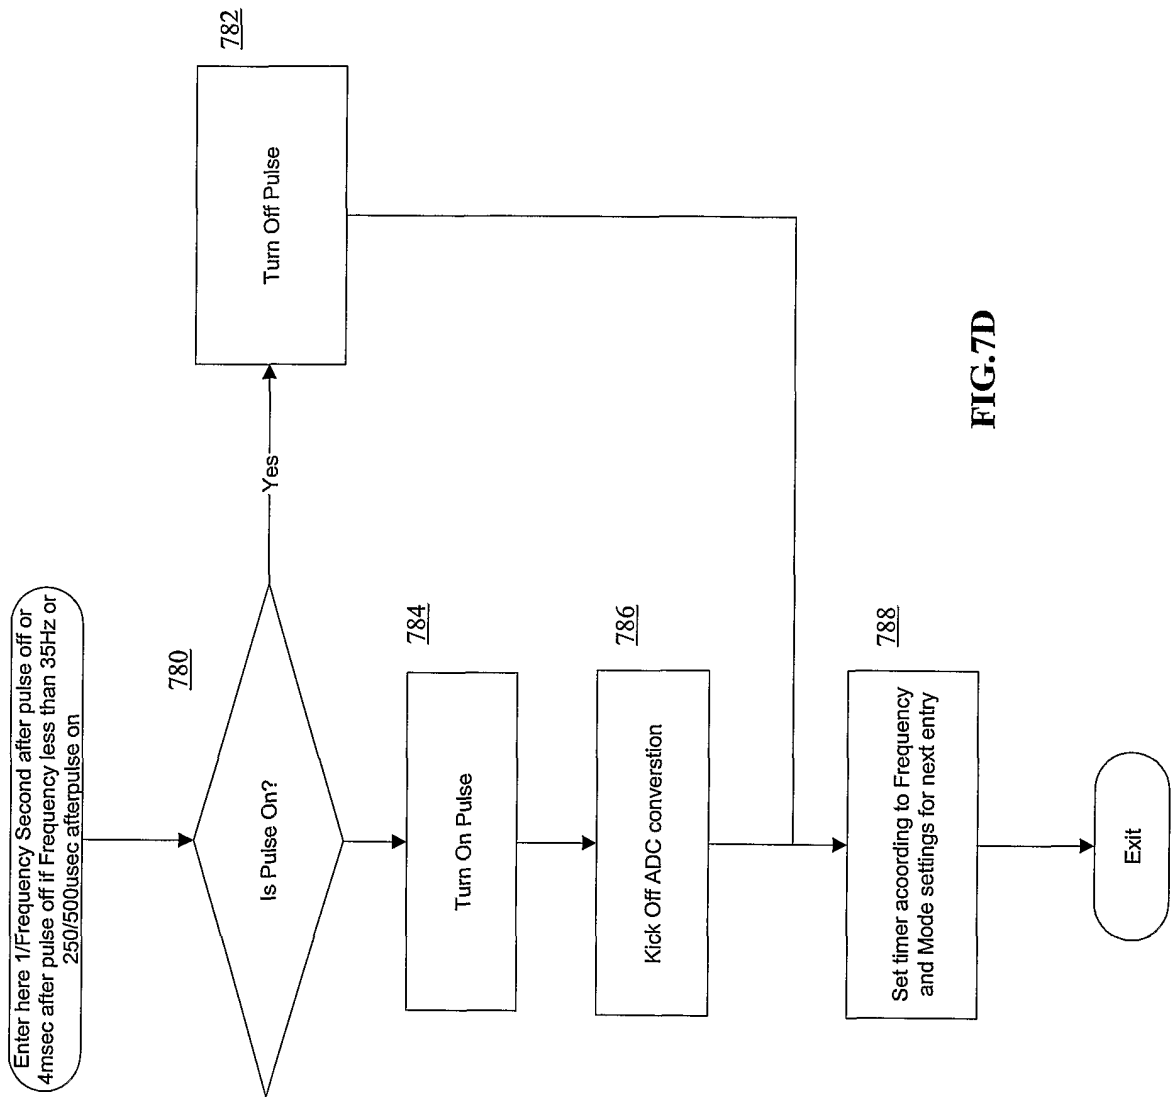 Enter here 1/Frequency Second after pulse off or
4msec after pulse off if Frequency less than 35Hz or
250/500usec afterpulse on
780
Is Pulse On?
Yes
782
Turn Off Pulse
784
Turn On Pulse
786
Kick Off ADC converstion
788
Set timer acoording to Frequency
and Mode settings for next entry
Exit
FIG.7D